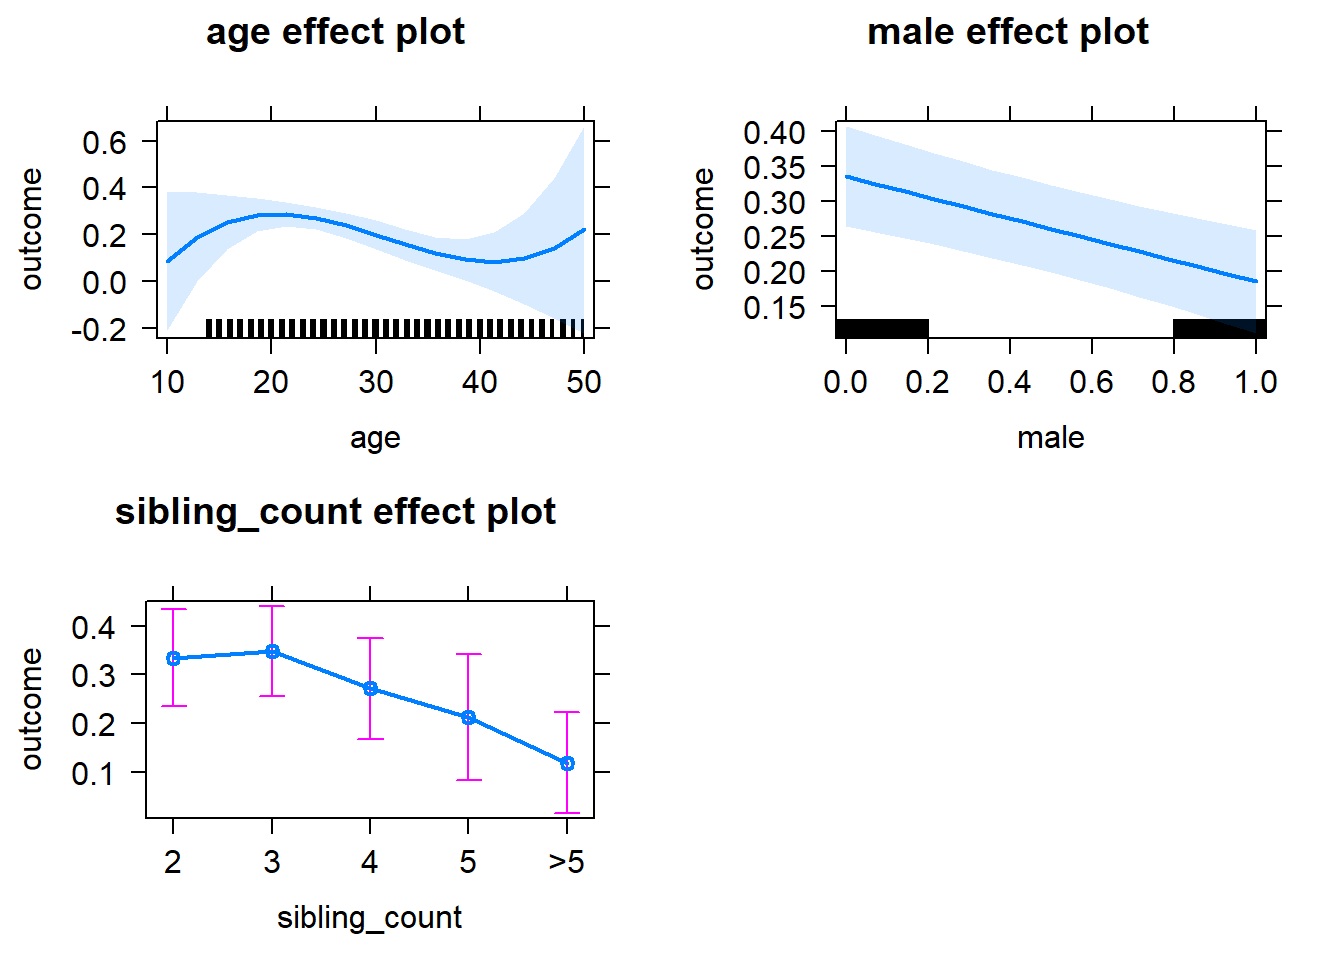 age effect plot
outcome
0.6
0.4
0.2
0.0
-0.2
10 20 30 40 50
age
male effect plot
outcome
0.40
0.35
0.30
0.25
0.20
0.15
0.0 0.2 0.4 0.6 0.8 1.0
male
sibling_count effect plot
outcome
0.4
0.3
0.2
0.1
2 3 4 5 >5
sibling_count